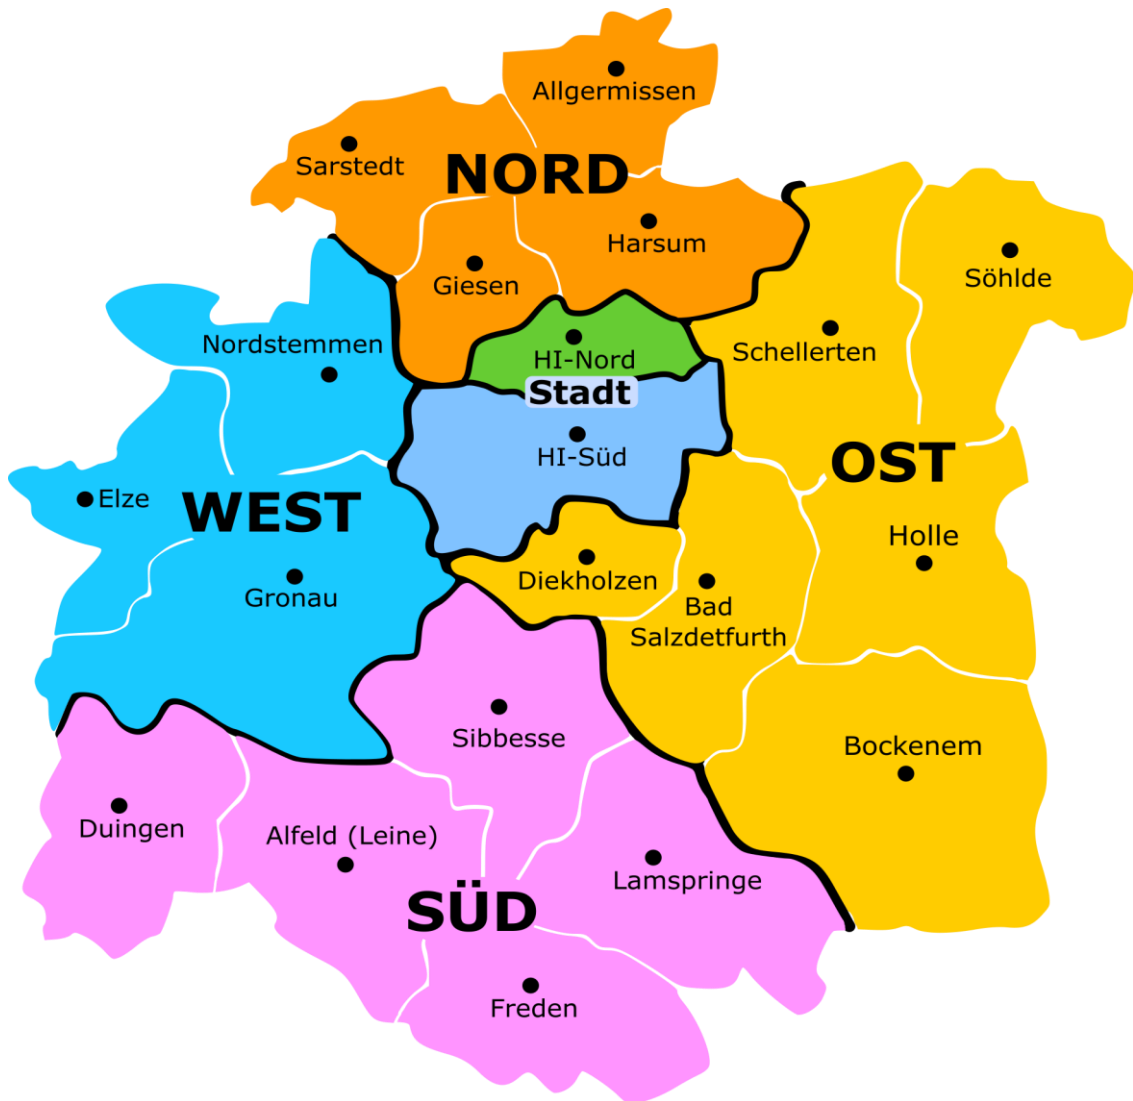 Allgermissen
Sarstedt
NORD
Harsum
Giesen
Söhlde
Nordstemmen
HI-Nord
Schellerten
Stadt
HI-Süd
OST
Elze
WEST
Holle
Diekholzen
Gronau
Bad
Salzdetfurth
Sibbesse
Bockenem
Duingen
Alfeld (Leine)
Lamspringe
SÜD
Freden